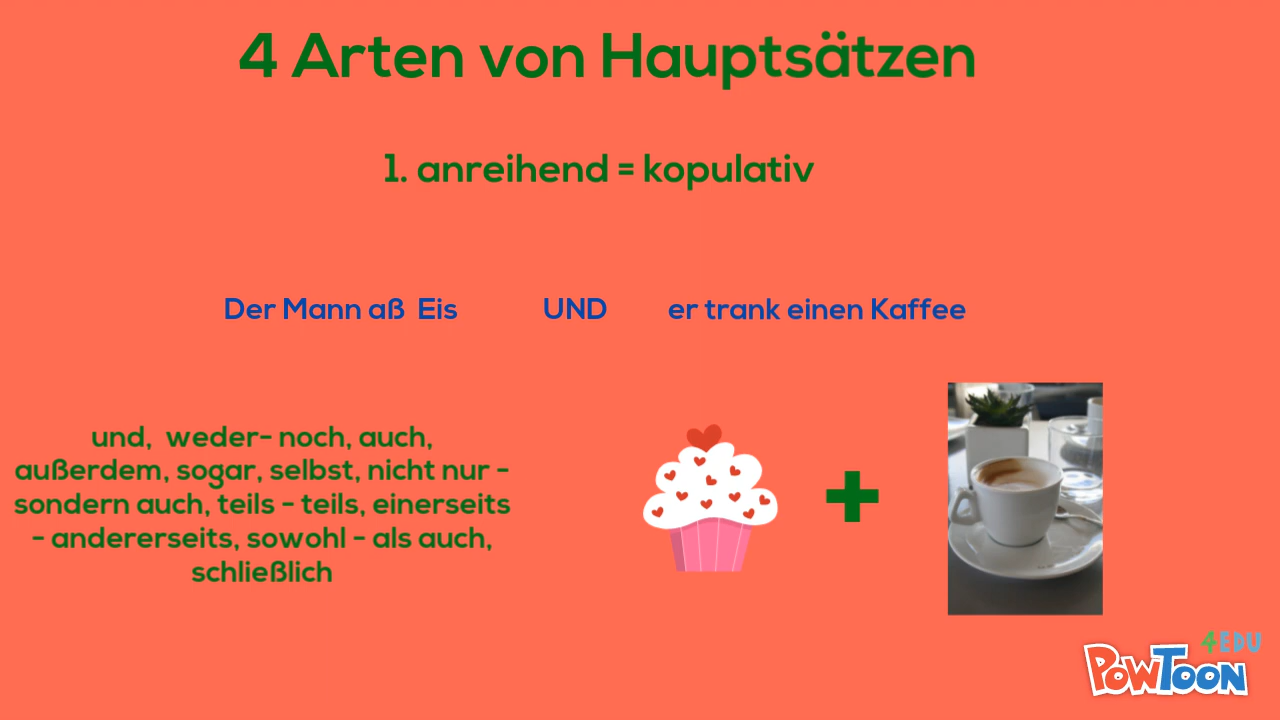 4 Arten von Hauptsätzen
1. anreihend = kopulativ
Der Mann aß Eis UND er trank einen Kaffee
und, weder- noch, auch,
außerdem, sogar, selbst, nicht nur -
sondern auch, teils - teils, einerseits
- andererseits, sowohl - als auch,
schließlich
4EDU
POWTOON